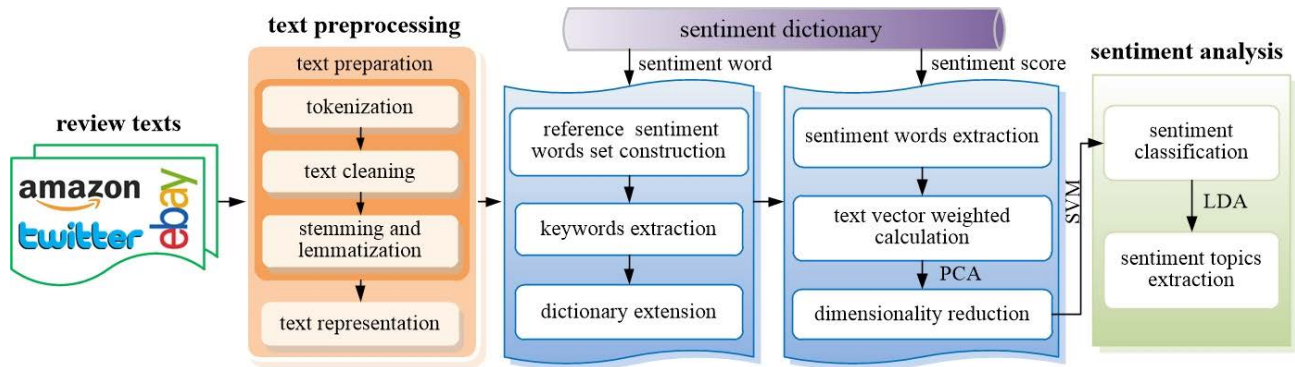 review texts
amazon
twitter
ebay
text preprocessing
text preparation
tokenization
text cleaning
stemming and
lemmatization
text representation
sentiment dictionary
sentiment word
sentiment score
reference sentiment
words set construction
keywords extraction
dictionary extension
sentiment words extraction
text vector weighted
calculation
PCA
dimensionality reduction
SVM
sentiment analysis
sentiment
classification
LDA
sentiment topics
extraction